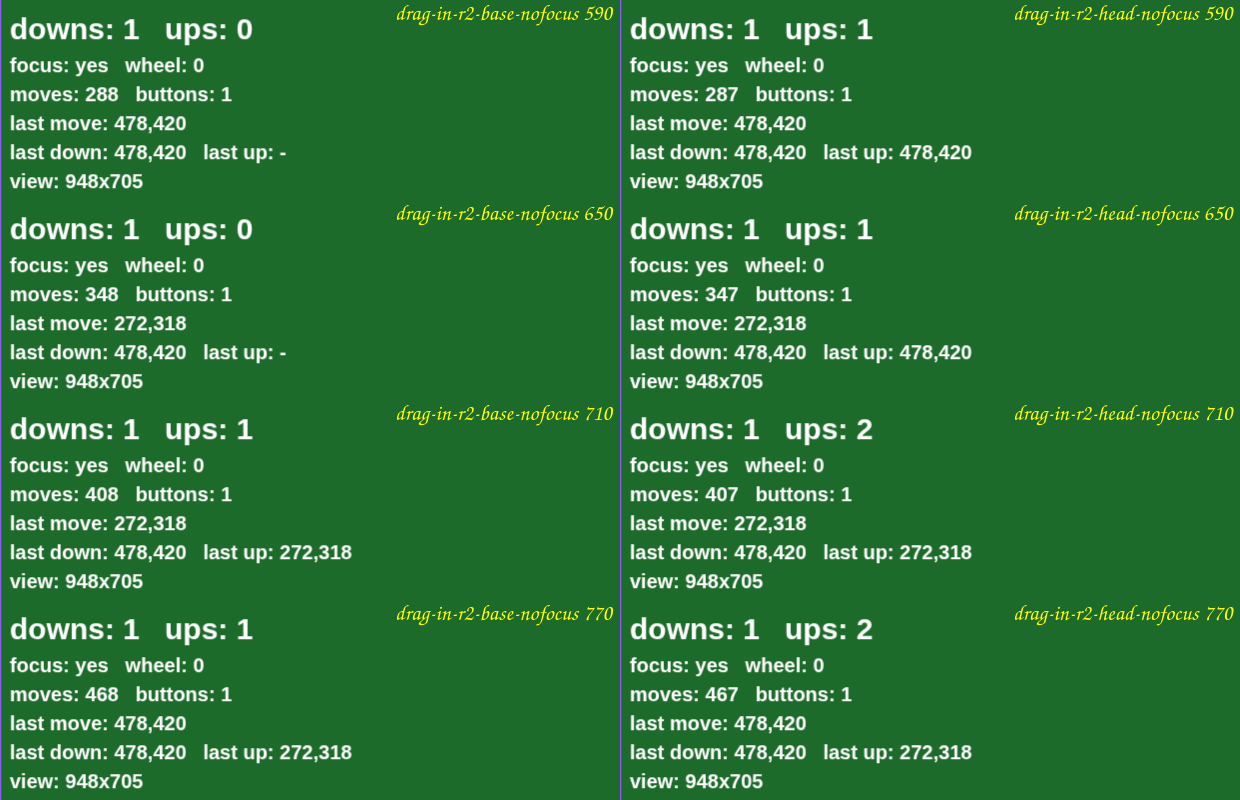 drag-in-r2-base-nofocus 590
downs: 1 ups: 0
focus: yes wheel: 0
moves: 288 buttons: 1
last move: 478,420
last down: 478,420 last up: -
view: 948x705
drag-in-r2-head-nofocus 590
downs: 1 ups: 1
focus: yes wheel: 0
moves: 287 buttons: 1
last move: 478,420
last down: 478,420 last up: 478,420
view: 948x705
drag-in-r2-base-nofocus 650
downs: 1 ups: 0
focus: yes wheel: 0
moves: 348 buttons: 1
last move: 272,318
last down: 478,420 last up: -
view: 948x705
drag-in-r2-head-nofocus 650
downs: 1 ups: 1
focus: yes wheel: 0
moves: 347 buttons: 1
last move: 272,318
last down: 478,420 last up: 478,420
view: 948x705
drag-in-r2-base-nofocus 710
downs: 1 ups: 1
focus: yes wheel: 0
moves: 408 buttons: 1
last move: 272,318
last down: 478,420 last up: 272,318
view: 948x705
drag-in-r2-head-nofocus 710
downs: 1 ups: 2
focus: yes wheel: 0
moves: 407 buttons: 1
last move: 272,318
last down: 478,420 last up: 272,318
view: 948x705
drag-in-r2-base-nofocus 770
downs: 1 ups: 1
focus: yes wheel: 0
moves: 468 buttons: 1
last move: 478,420
last down: 478,420 last up: 272,318
view: 948x705
drag-in-r2-head-nofocus 770
downs: 1 ups: 2
focus: yes wheel: 0
moves: 467 buttons: 1
last move: 478,420
last down: 478,420 last up: 272,318
view: 948x705